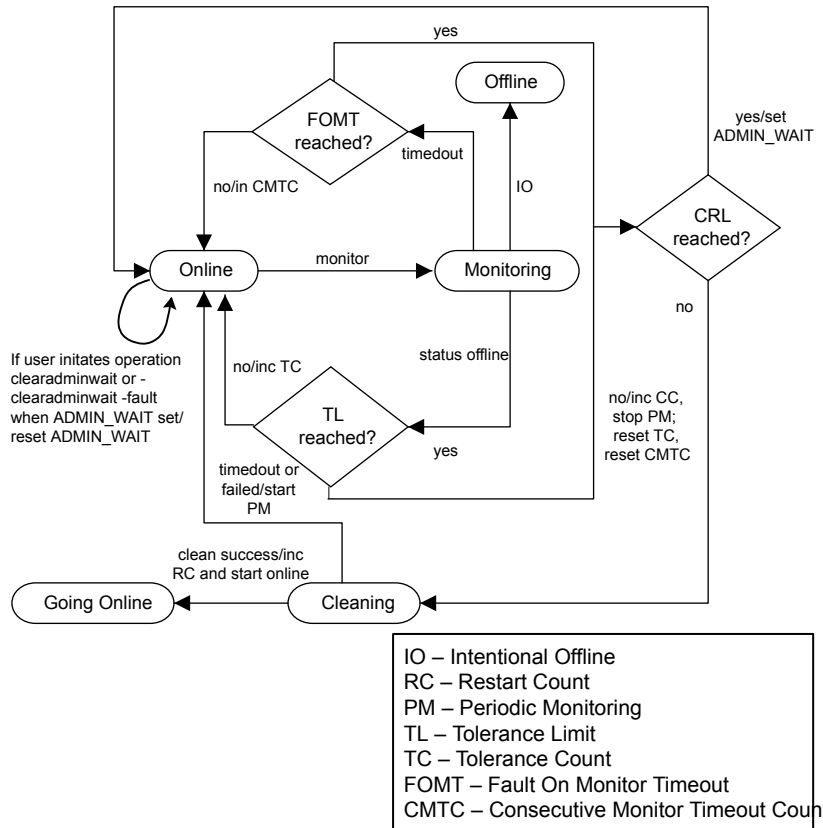 yes
Offline
FOMT
reached?
yes/set
ADMIN_WAIT
timedout
IO
no/in CMTC
CRL
reached?
Online
monitor
Monitoring
no
If user initates operation
clearadminwait or -
clearadminwait -fault
when ADMIN_WAIT set/
reset ADMIN_WAIT
no/inc TC
status offline
TL
reached?
yes
no/inc CC,
stop PM;
reset TC,
reset CMTC
timedout or
failed/start
PM
clean success/inc
RC and start online
Going Online
Cleaning
IO – Intentional Offline
RC – Restart Count
PM – Periodic Monitoring
TL – Tolerance Limit
TC – Tolerance Count
FOMT – Fault On Monitor Timeout
CMTC – Consecutive Monitor Timeout Coun